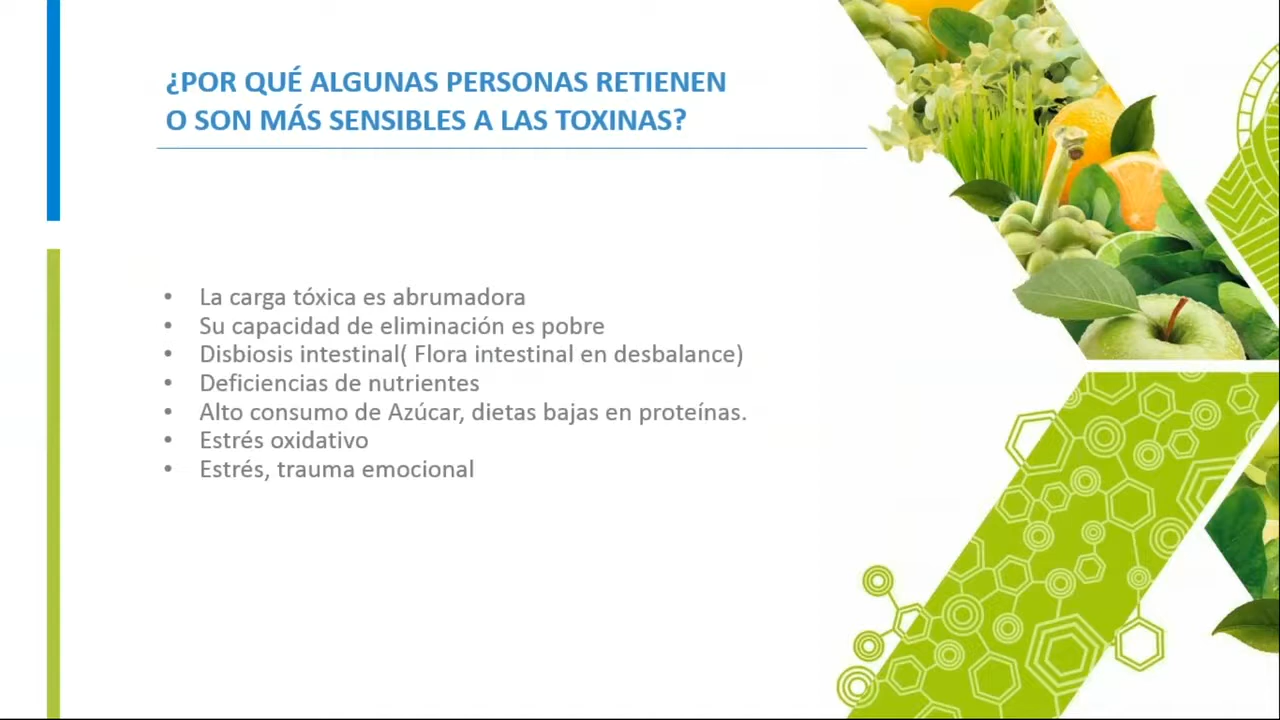 ¿POR QUÉ ALGUNAS PERSONAS RETIENEN
O SON MÁS SENSIBLES A LAS TOXINAS?
• La carga tóxica es abrumadora
• Su capacidad de eliminación es pobre
• Disbiosis intestinal( Flora intestinal en desbalance)
• Deficiencias de nutrientes
• Alto consumo de Azúcar, dietas bajas en proteínas.
• Estrés oxidativo
• Estrés, trauma emocional